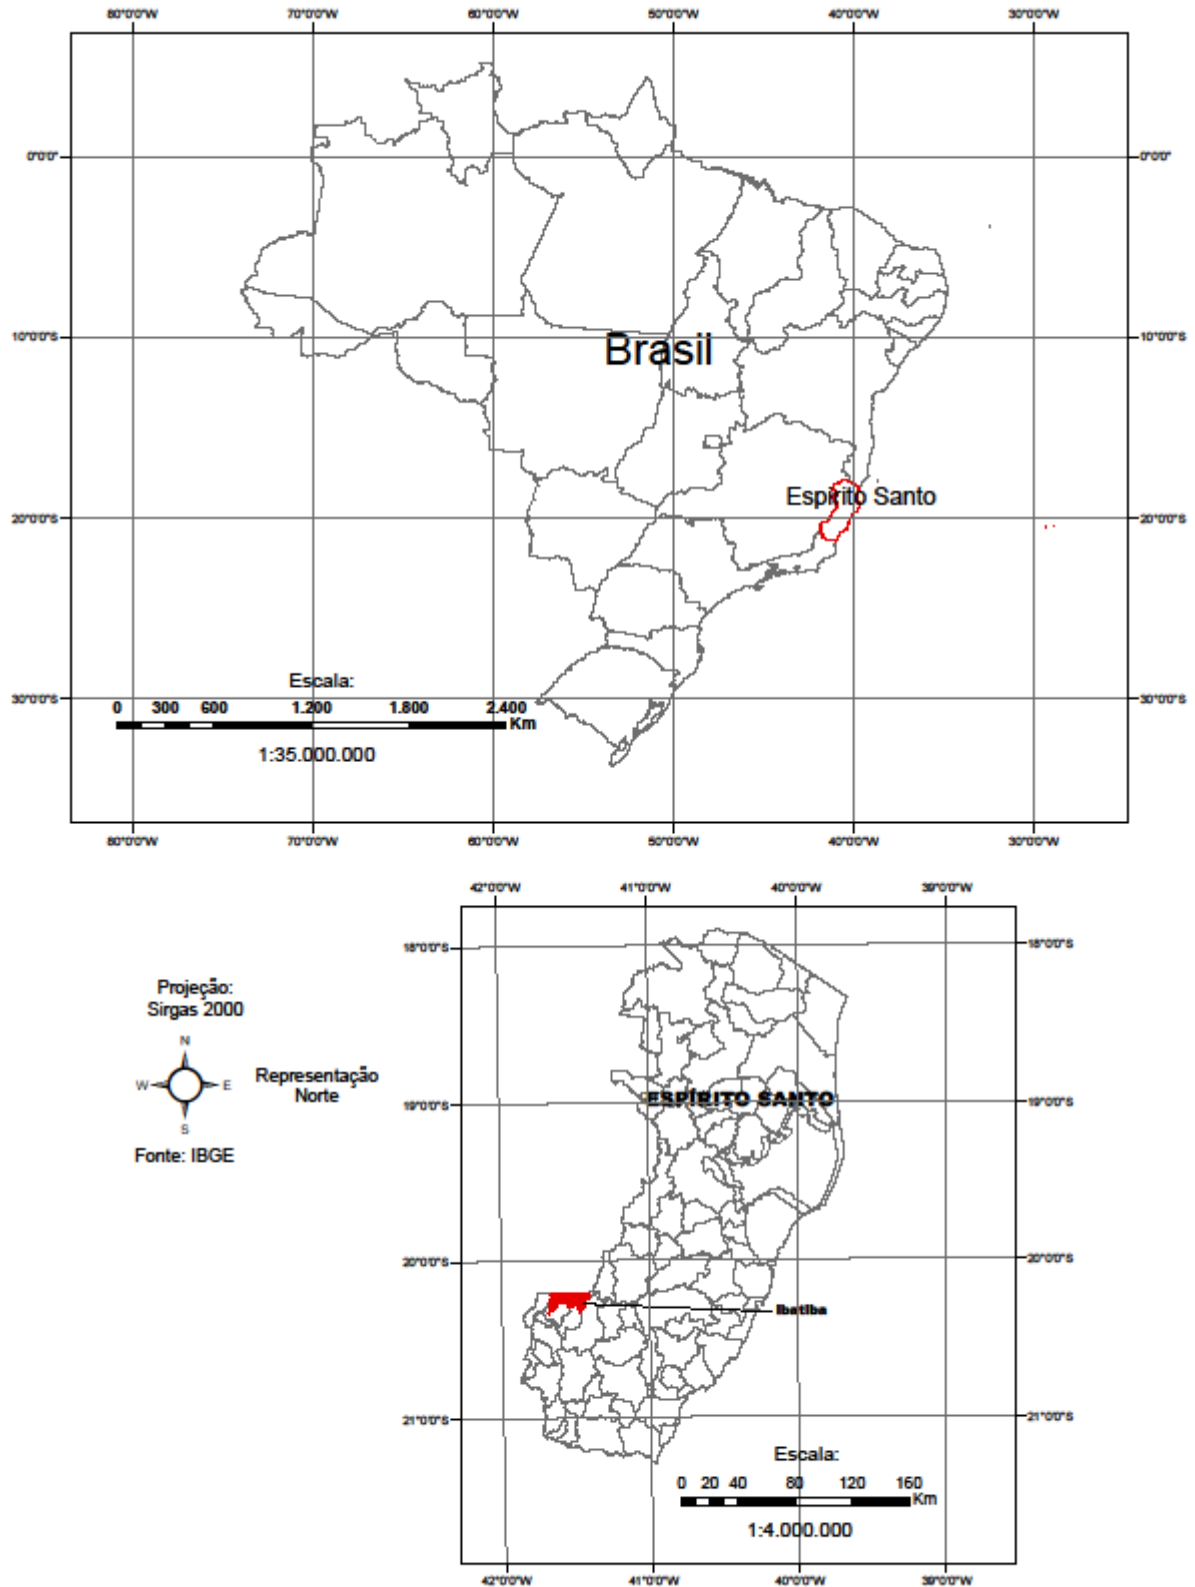 80°0'0"W 70°0'0"W 60°0'0"W 50°0'0"W 40°0'0"W 30°0'0"W
0°0'0" 0°0'0"
Brasil
10°0'0"S 10°0'0"S
Espírito Santo
20°0'0"S 20°0'0"S
Escala:
30°0'0"S 30°0'0"S
0 300 600 1.200 1.800 2.400
Km
1:35.000.000
80°0'0"W 70°0'0"W 60°0'0"W 50°0'0"W 40°0'0"W 30°0'0"W
42°0'0"W 41°0'0"W 40°0'0"W 39°0'0"W
18°0'0"S 18°0'0"S
Projeção:
Sirgas 2000
N
W E
S
Representação
Norte
Fonte: IBGE
ESPÍRITO SANTO
19°0'0"S 19°0'0"S
20°0'0"S 20°0'0"S
Ibatiba
21°0'0"S 21°0'0"S
Escala:
0 20 40 80 120 160
Km
1:4.000.000
42°0'0"W 41°0'0"W 40°0'0"W 39°0'0"W